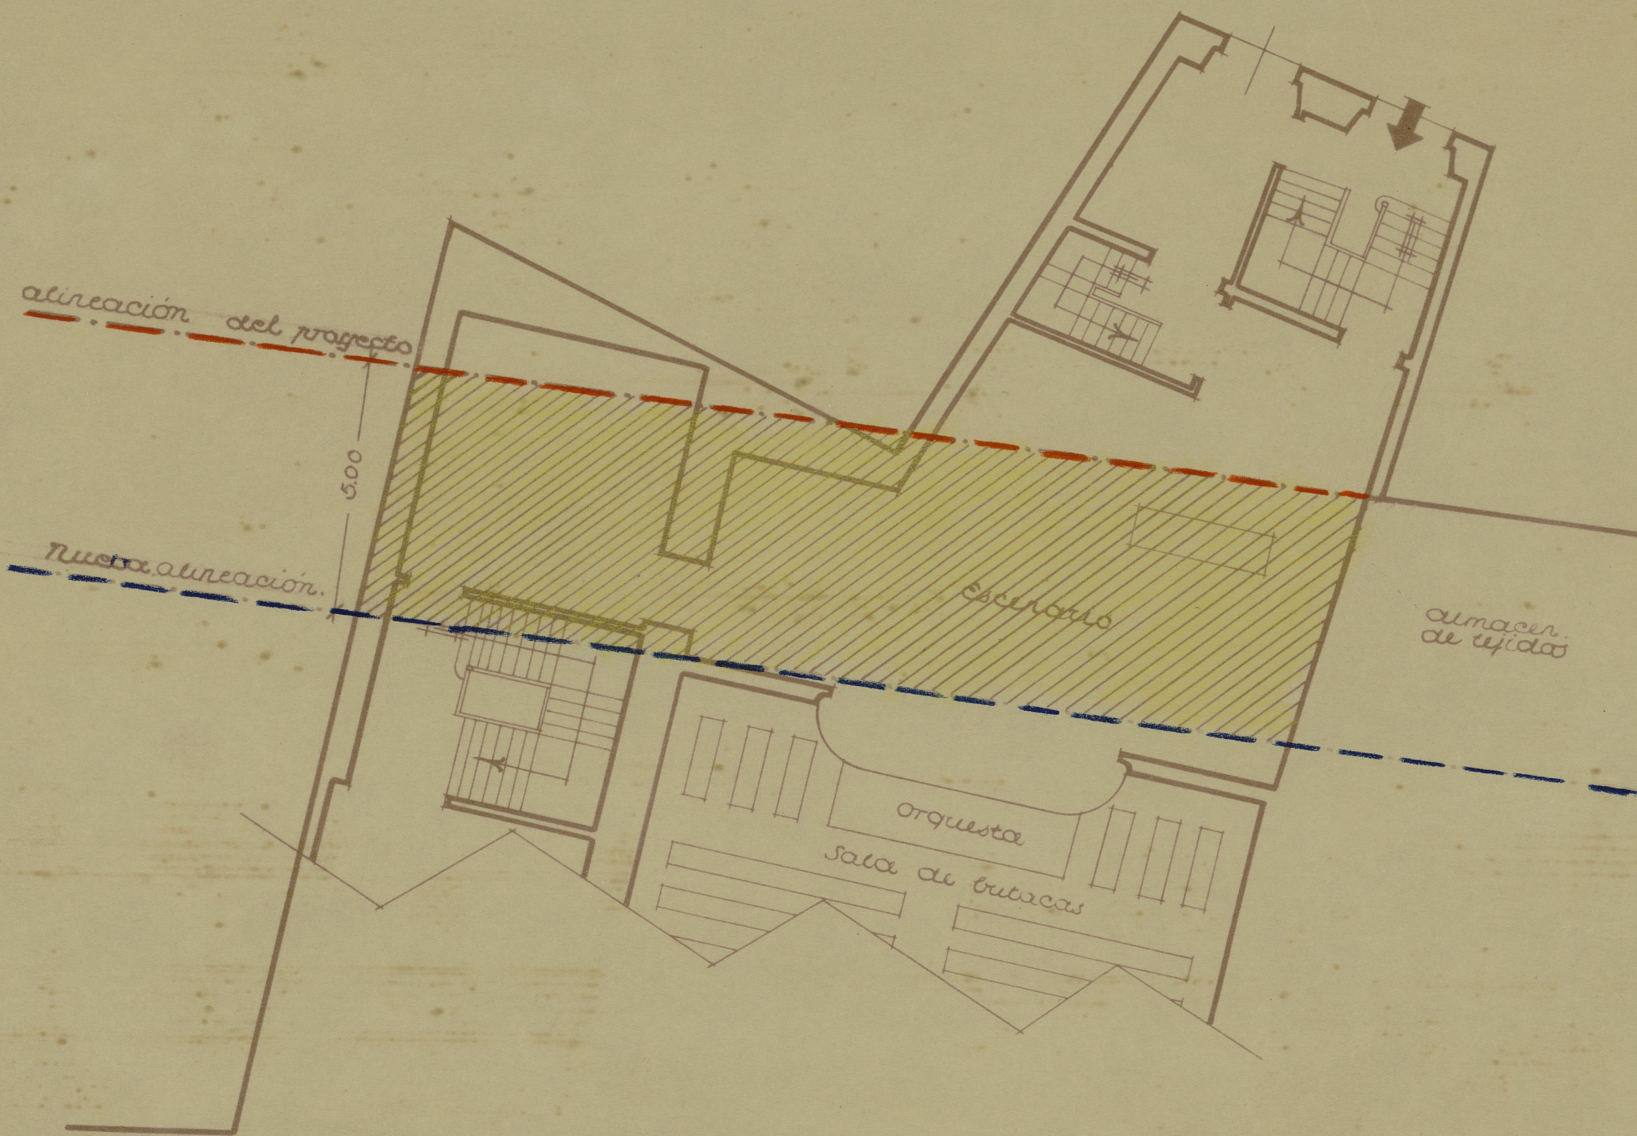 alineación del proyecto
5.00
nueva alineación.
Escenario
almacen.
de tejidos
orquesta
sala de butacas